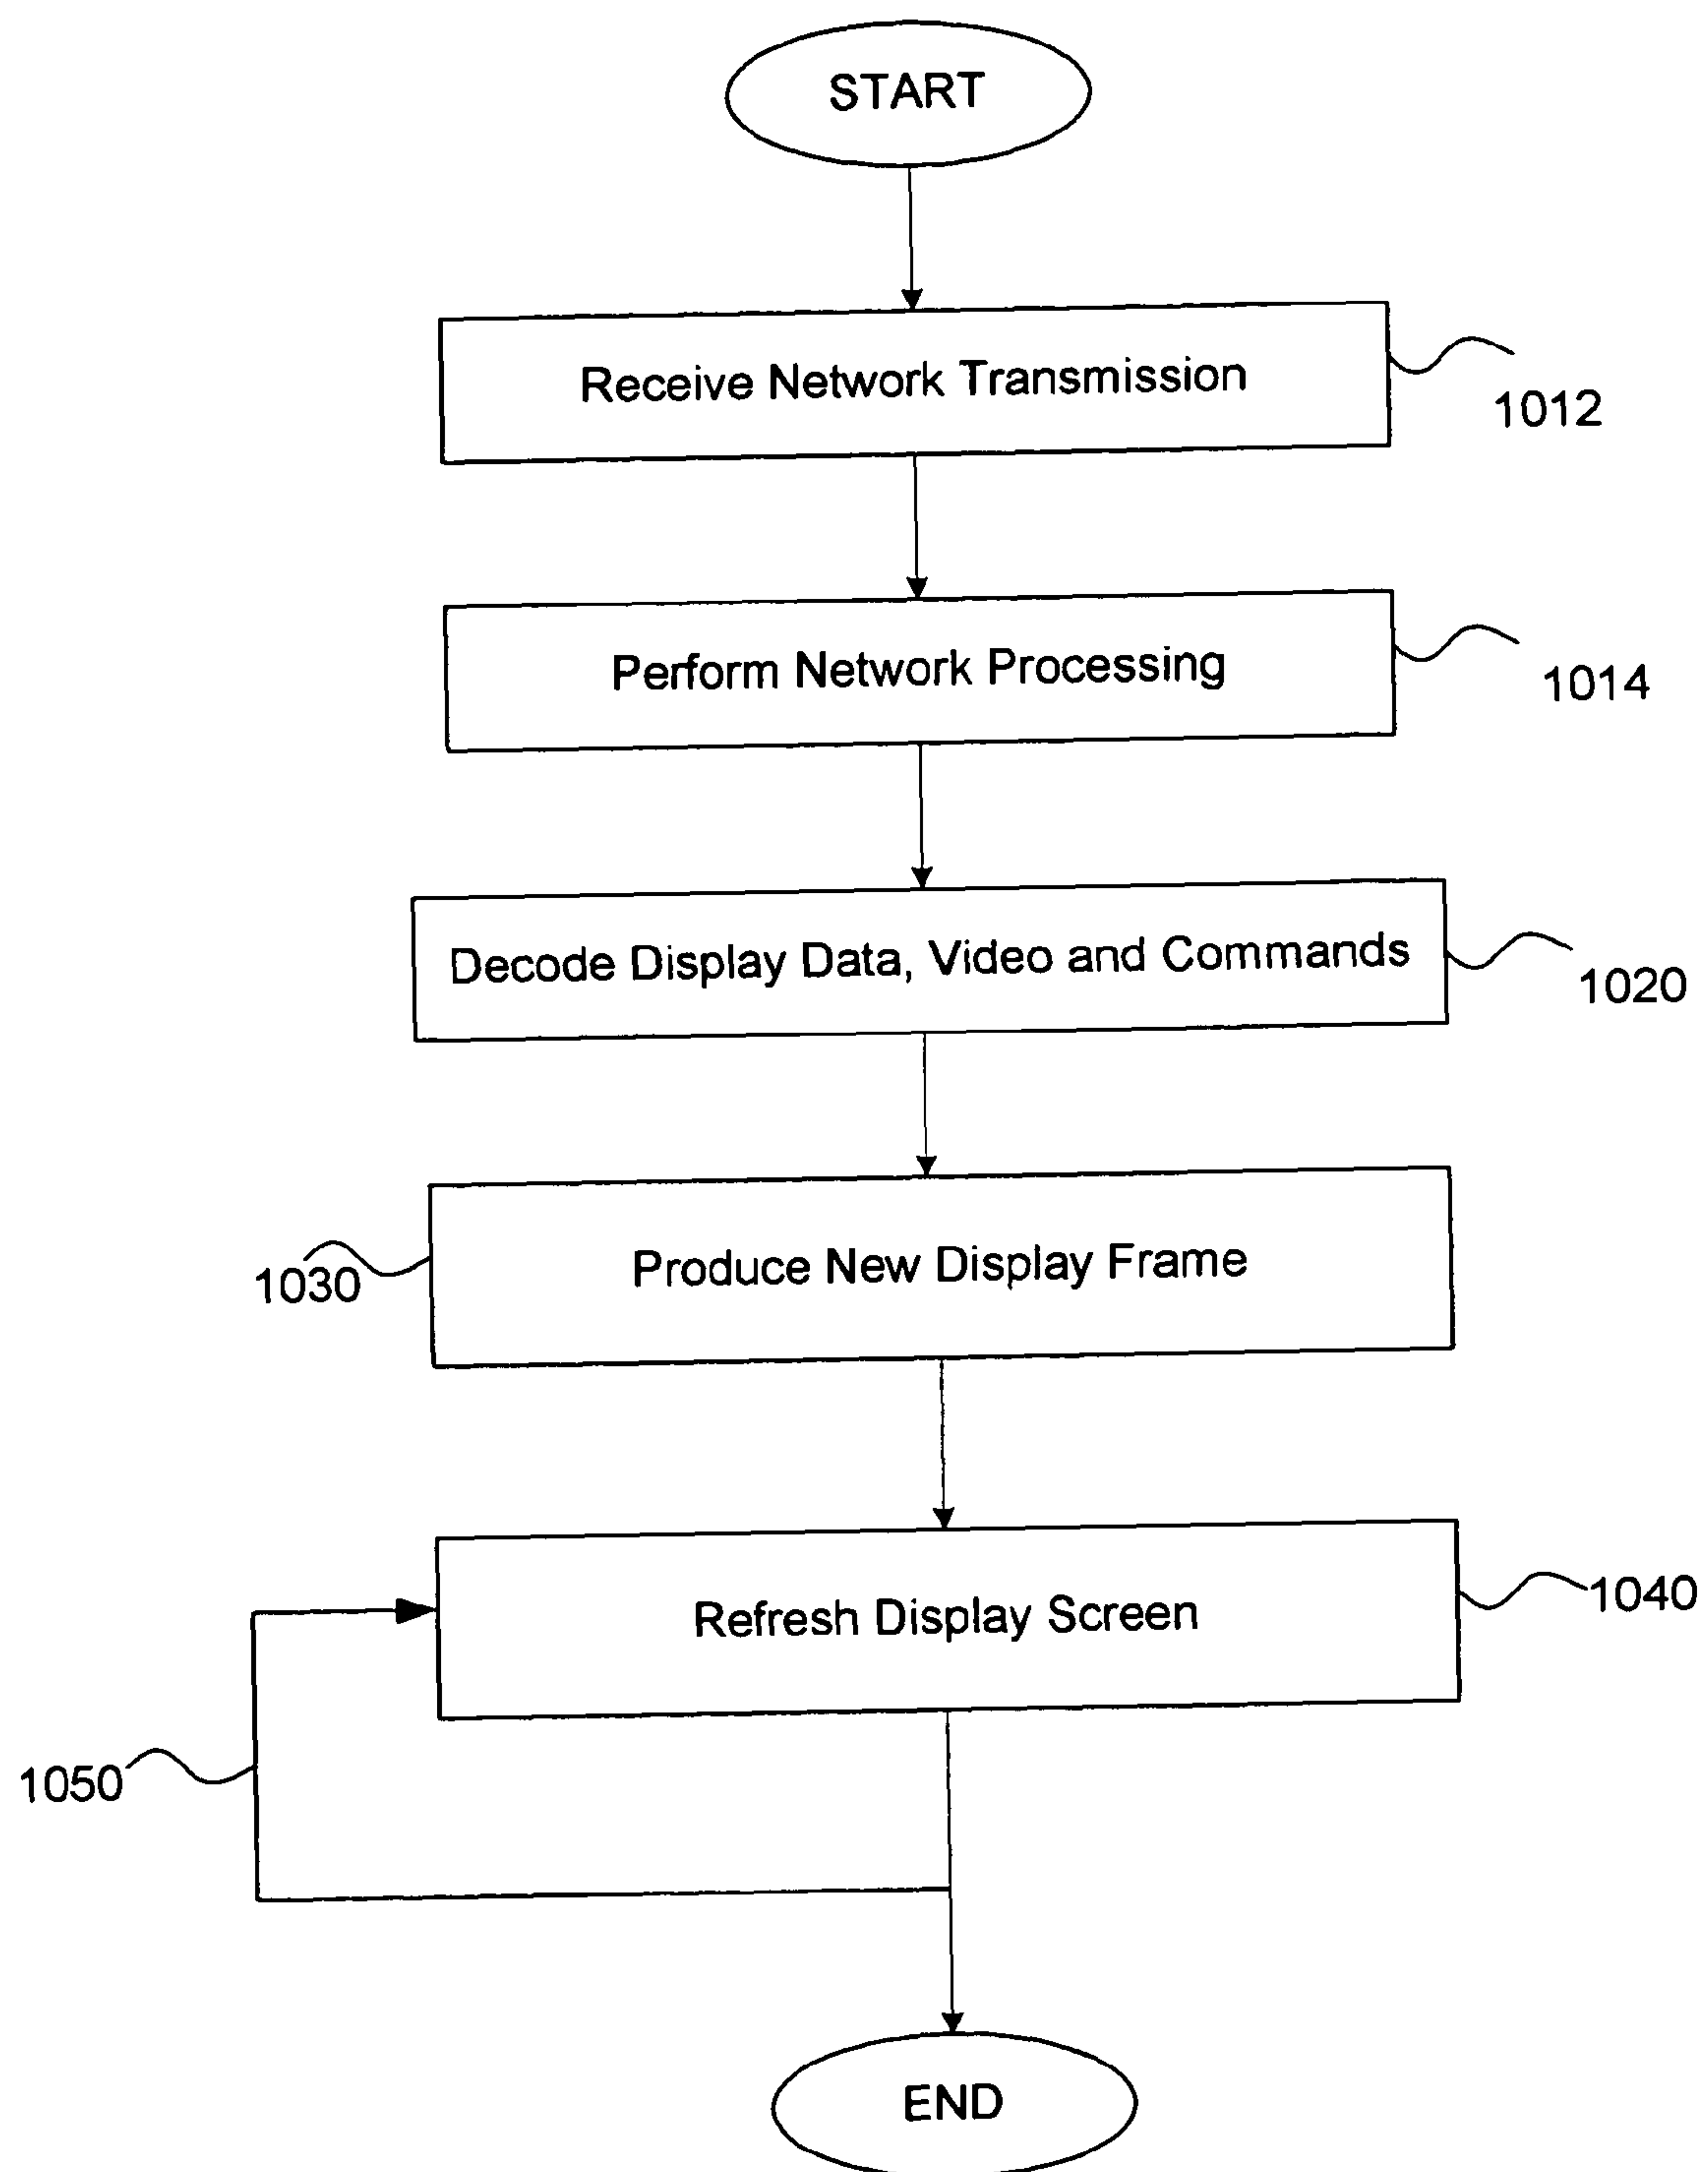 START
Receive Network Transmission
1012
Perform Network Processing
1014
Decode Display Data, Video and Commands
1020
Produce New Display Frame
1030
Refresh Display Screen
1040
1050
END